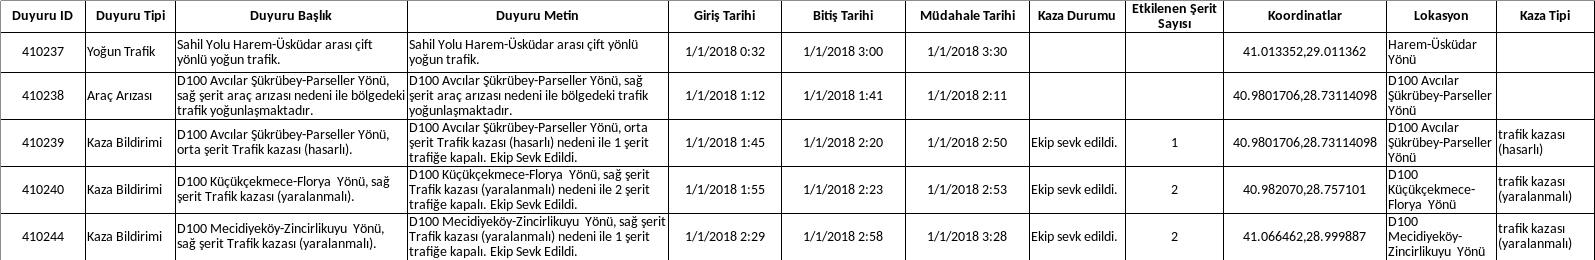 Duyuru ID Duyuru Tipi Duyuru Başlık Duyuru Metin Giriş Tarihi Bitiş Tarihi Müdahale Tarihi Kaza Durumu Etkilenen Şerit Sayısı Koordinatlar Lokasyon Kaza Tipi
410237 Yoğun Trafik
Sahil Yolu Harem-Üsküdar arası çift
yönlü yoğun trafik.
Sahil Yolu Harem-Üsküdar arası çift yönlü
yoğun trafik.
1/1/2018 0:32 1/1/2018 3:00 1/1/2018 3:30 41.013352,29.011362
Harem-Üsküdar
Yönü
410238 Araç Arızası
D100 Avcılar Şükrübey-Parseller Yönü,
sağ şerit araç arızası nedeni ile bölgedeki
trafik yoğunlaşmaktadır.
D100 Avcılar Şükrübey-Parseller Yönü, sağ
şerit araç arızası nedeni ile bölgedeki trafik
yoğunlaşmaktadır.
1/1/2018 1:12 1/1/2018 1:41 1/1/2018 2:11 40.9801706,28.73114098
D100 Avcılar
Şükrübey-Parseller
Yönü
410239 Kaza Bildirimi
D100 Avcılar Şükrübey-Parseller Yönü,
orta şerit Trafik kazası (hasarlı).
D100 Avcılar Şükrübey-Parseller Yönü, orta
şerit Trafik kazası (hasarlı) nedeni ile 1 şerit
trafiğe kapalı. Ekip Sevk Edildi.
1/1/2018 1:45 1/1/2018 2:20 1/1/2018 2:50 Ekip sevk edildi. 1 40.9801706,28.73114098
D100 Avcılar
Şükrübey-Parseller
Yönü
trafik kazası
(hasarlı)
410240 Kaza Bildirimi
D100 Küçükçekmece-Florya Yönü, sağ
şerit Trafik kazası (yaralanmalı).
D100 Küçükçekmece-Florya Yönü, sağ şerit
Trafik kazası (yaralanmalı) nedeni ile 2 şerit
trafiğe kapalı. Ekip Sevk Edildi.
1/1/2018 1:55 1/1/2018 2:23 1/1/2018 2:53 Ekip sevk edildi. 2 40.982070,28.757101
D100
Küçükçekmece-
Florya Yönü
trafik kazası
(yaralanmalı)
410244 Kaza Bildirimi
D100 Mecidiyeköy-Zincirlikuyu Yönü,
sağ şerit Trafik kazası (yaralanmalı).
D100 Mecidiyeköy-Zincirlikuyu Yönü, sağ şerit
Trafik kazası (yaralanmalı) nedeni ile 1 şerit
trafiğe kapalı. Ekip Sevk Edildi.
1/1/2018 2:29 1/1/2018 2:58 1/1/2018 3:28 Ekip sevk edildi. 2 41.066462,28.999887
D100
Mecidiyeköy-
Zincirlikuyu Yönü
trafik kazası
(yaralanmalı)